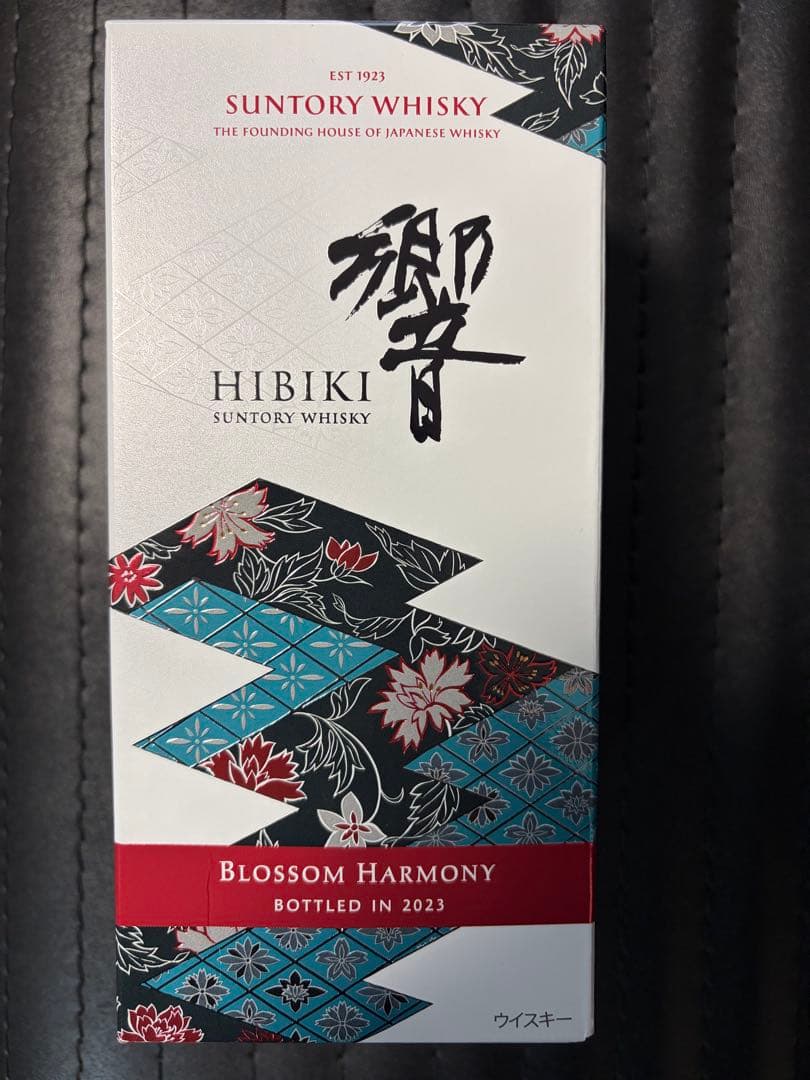 EST 1923
SUNTORY WHISKY
THE FOUNDING HOUSE OF JAPANESE WHISKY
響
HIBIKI
SUNTORY WHISKY
BLOSSOM HARMONY
BOTTLED IN 2023
ウイスキー